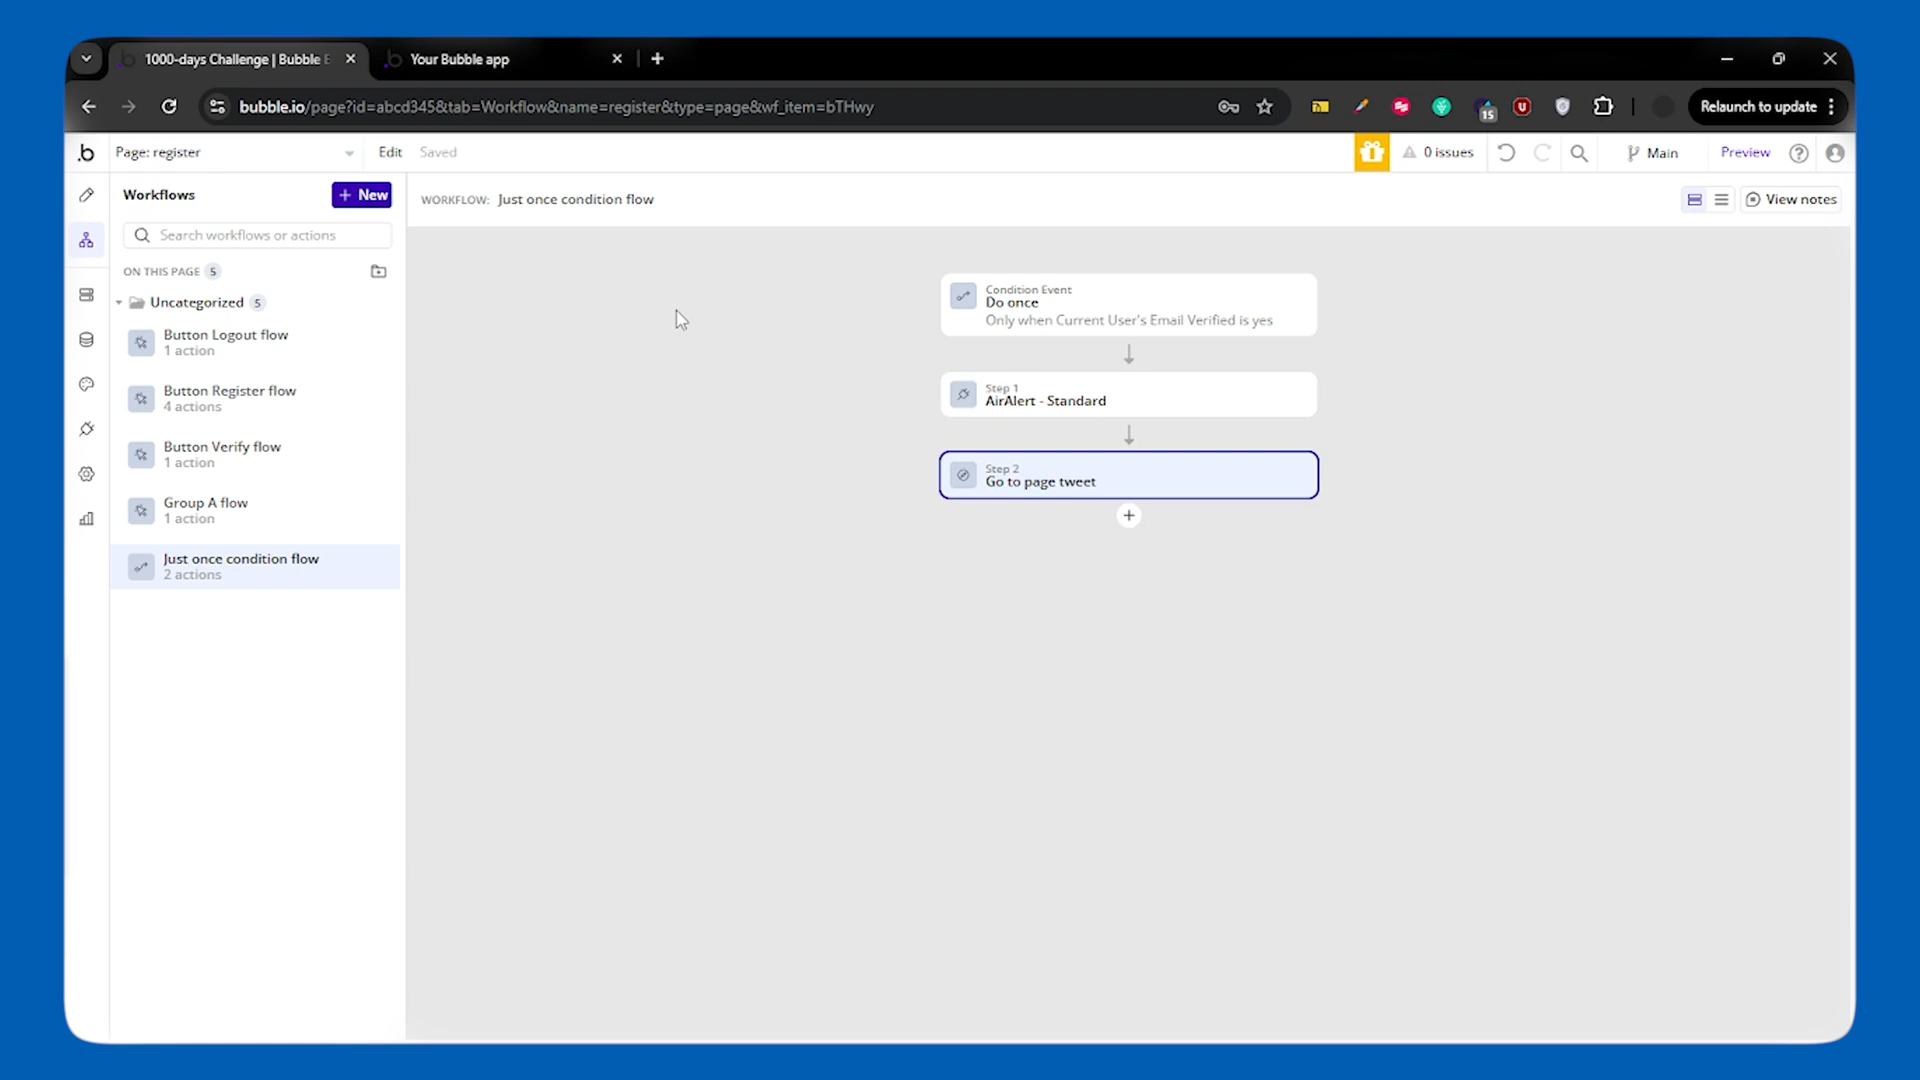 1000-days Challenge | Bubble E
Your Bubble app
bubble.io/page?id=abcd345&tab=Workflow&name=register&type=page&wf_item=bTHwy
15
Relaunch to update
.b
Page: register
Edit
Saved
0 issues
Main
Preview
Workflows
+ New
WORKFLOW: Just once condition flow
View notes
Search workflows or actions
ON THIS PAGE 5
Uncategorized 5
Button Logout flow
1 action
Button Register flow
4 actions
Button Verify flow
1 action
Group A flow
1 action
Just once condition flow
2 actions
Condition Event
Do once
Only when Current User's Email Verified is yes
Step 1
AirAlert - Standard
Step 2
Go to page tweet